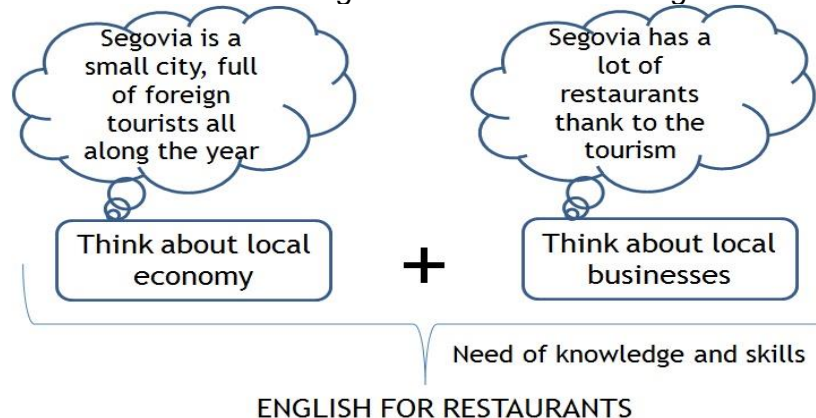 Segovia is a
small city, full
of foreign
tourists all
along the year
Segovia has a
lot of
restaurants
thank to the
tourism
Think about local
economy
+
Think about local
businesses
Need of knowledge and skills
ENGLISH FOR RESTAURANTS